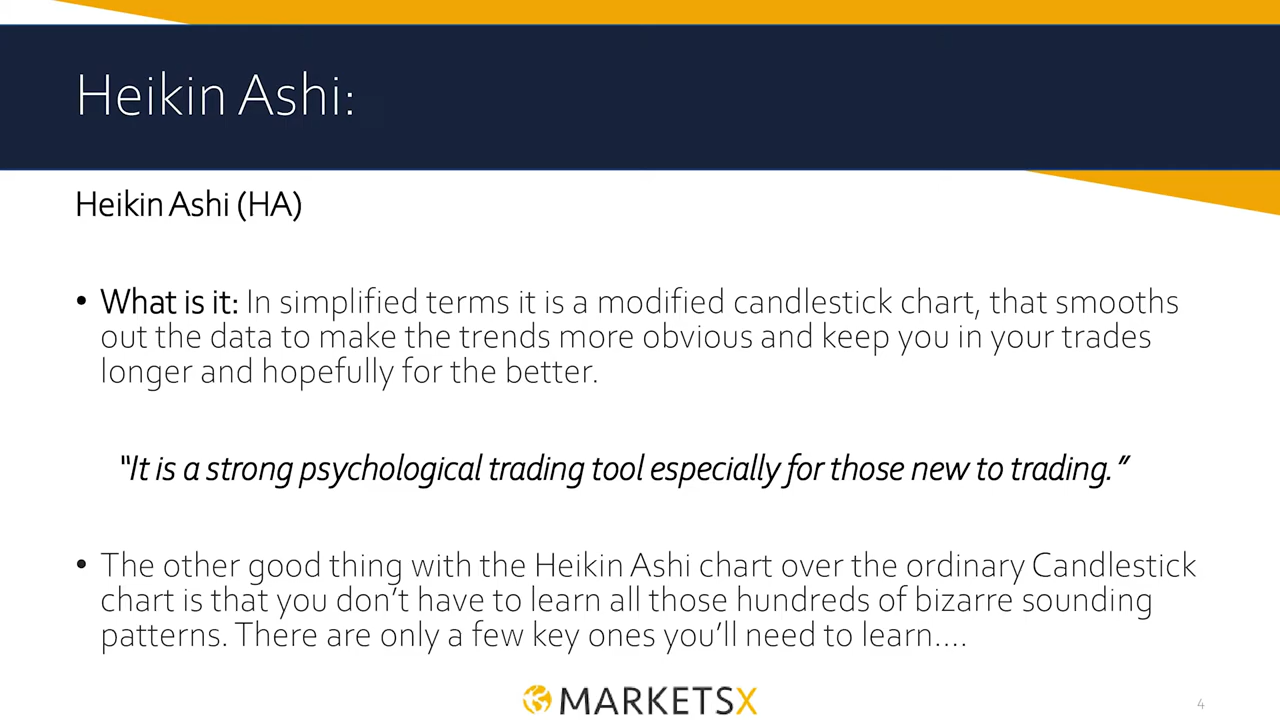 Heikin Ashi:
Heikin Ashi (HA)
• What is it: In simplified terms it is a modified candlestick chart, that smooths
out the data to make the trends more obvious and keep you in your trades
longer and hopefully for the better.
“It is a strong psychological trading tool especially for those new to trading.”
• The other good thing with the Heikin Ashi chart over the ordinary Candlestick
chart is that you don’t have to learn all those hundreds of bizarre sounding
patterns. There are only a few key ones you’ll need to learn….
MARKETSX
4